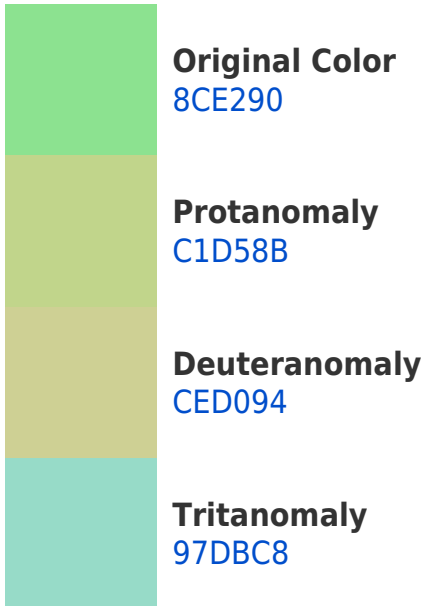 Original Color
8CE290
Protanomaly
C1D58B
Deuteranomaly
CED094
Tritanomaly
97DBC8